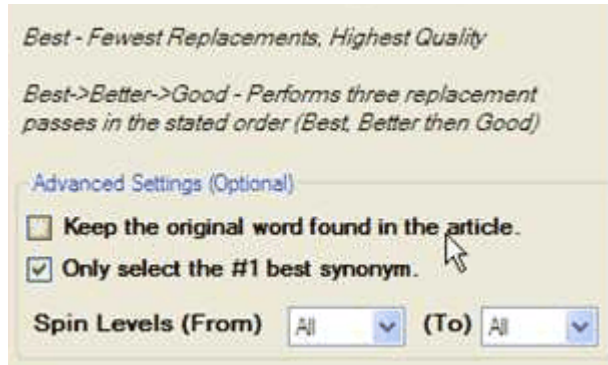 Best - Fewest Replacements, Highest Quality
Best->Better->Good - Performs three replacement
passes in the stated order (Best, Better then Good)
Advanced Settings (Optional)
Keep the original word found in the article.
Only select the #1 best synonym.
Spin Levels (From) All (To) All